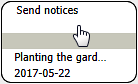 Send notices
Planting the gard...
2017-05-22